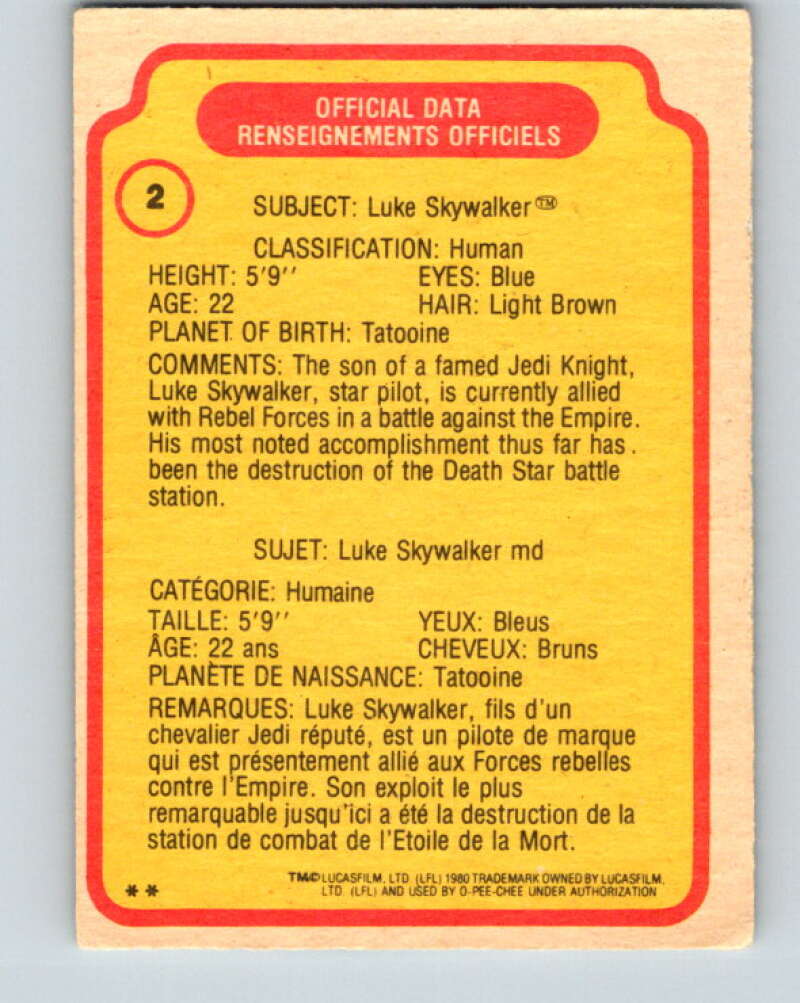 OFFICIAL DATA
RENSEIGNEMENTS OFFICIELS
2
SUBJECT: Luke Skywalker™
CLASSIFICATION: Human
HEIGHT: 5'9'' EYES: Blue
AGE: 22 HAIR: Light Brown
PLANET OF BIRTH: Tatooine
COMMENTS: The son of a famed Jedi Knight,
Luke Skywalker, star pilot, is currently allied
with Rebel Forces in a battle against the Empire.
His most noted accomplishment thus far has
been the destruction of the Death Star battle
station.
SUJET: Luke Skywalker md
CATÉGORIE: Humaine
TAILLE: 5'9'' YEUX: Bleus
ÂGE: 22 ans CHEVEUX: Bruns
PLANÈTE DE NAISSANCE: Tatooine
REMARQUES: Luke Skywalker, fils d'un
chevalier Jedi réputé, est un pilote de marque
qui est présentement allié aux Forces rebelles
contre l'Empire. Son exploit le plus
remarquable jusqu'ici a été la destruction de la
station de combat de l'Etoile de la Mort.
TM© LUCASFILM, LTD. (LFL) 1980 TRADEMARK OWNED BY LUCASFILM,
** LTD. (LFL) AND USED BY O-PEE-CHEE UNDER AUTHORIZATION